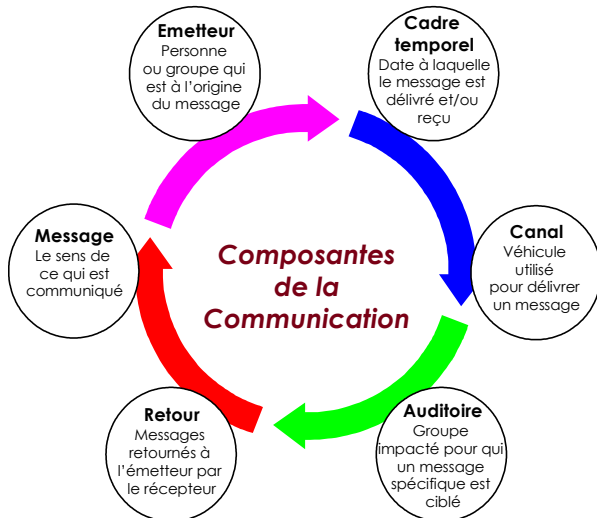 Emetteur
Personne
ou groupe qui
est à l'origine
du message
Cadre
temporel
Date à laquelle
le message est
délivré et/ou
reçu
Message
Le sens de
ce qui est
communiqué
Composantes
de la
Communication
Canal
Véhicule
utilisé
pour délivrer
un message
Retour
Messages
retournés à
l'émetteur par
le récepteur
Auditoire
Groupe
impacté pour qui
un message
spécifique est
ciblé